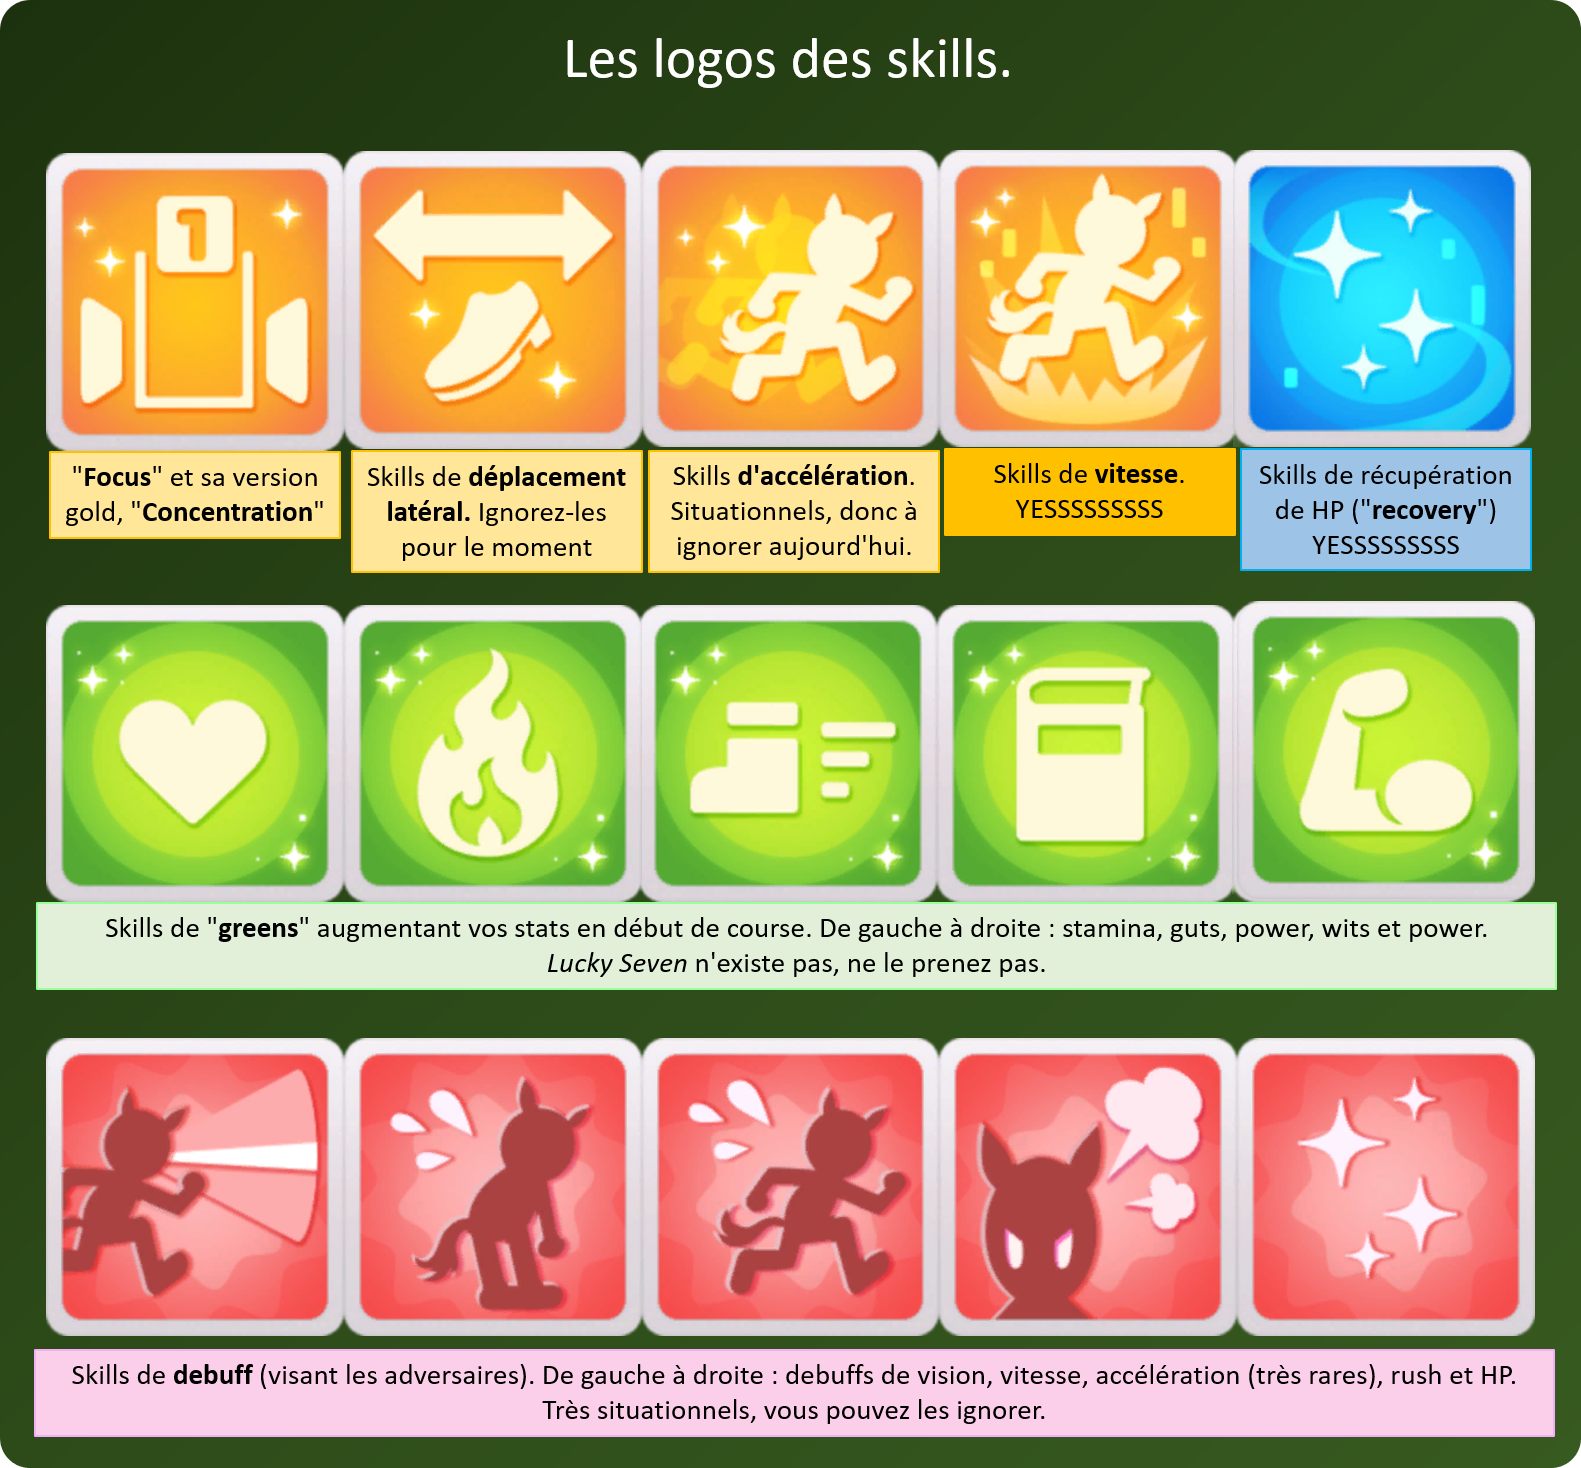 Les logos des skills.
1
"Focus" et sa version
gold, "Concentration"
Skills de déplacement
latéral. Ignorez-les
pour le moment
Skills d'accélération.
Situationnels, donc à
ignorer aujourd'hui.
Skills de vitesse.
YESSSSSSSSS
Skills de récupération
de HP ("recovery")
YESSSSSSSSS
Skills de "greens" augmentant vos stats en début de course. De gauche à droite : stamina, guts, power, wits et power.
Lucky Seven n'existe pas, ne le prenez pas.
Skills de debuff (visant les adversaires). De gauche à droite : debuffs de vision, vitesse, accélération (très rares), rush et HP.
Très situationnels, vous pouvez les ignorer.